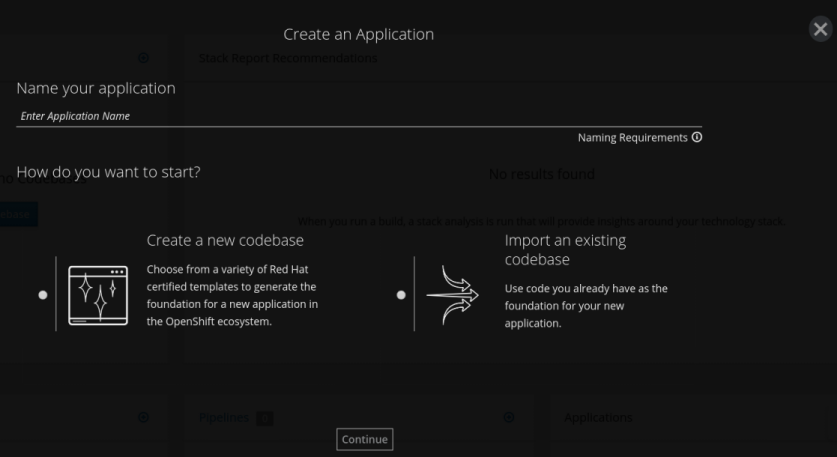 Create an Application
Stack Report Recommendations
Name your application
Enter Application Name
Naming Requirements
How do you want to start?
No results found
When you run a build, a stack analysis is run that will provide insights around your technology stack.
Create a new codebase
Choose from a variety of Red Hat
certified templates to generate the
foundation for a new application in
the OpenShift ecosystem.
Import an existing
codebase
Use code you already have as the
foundation for your new
application.
Pipelines 0
Applications
Continue